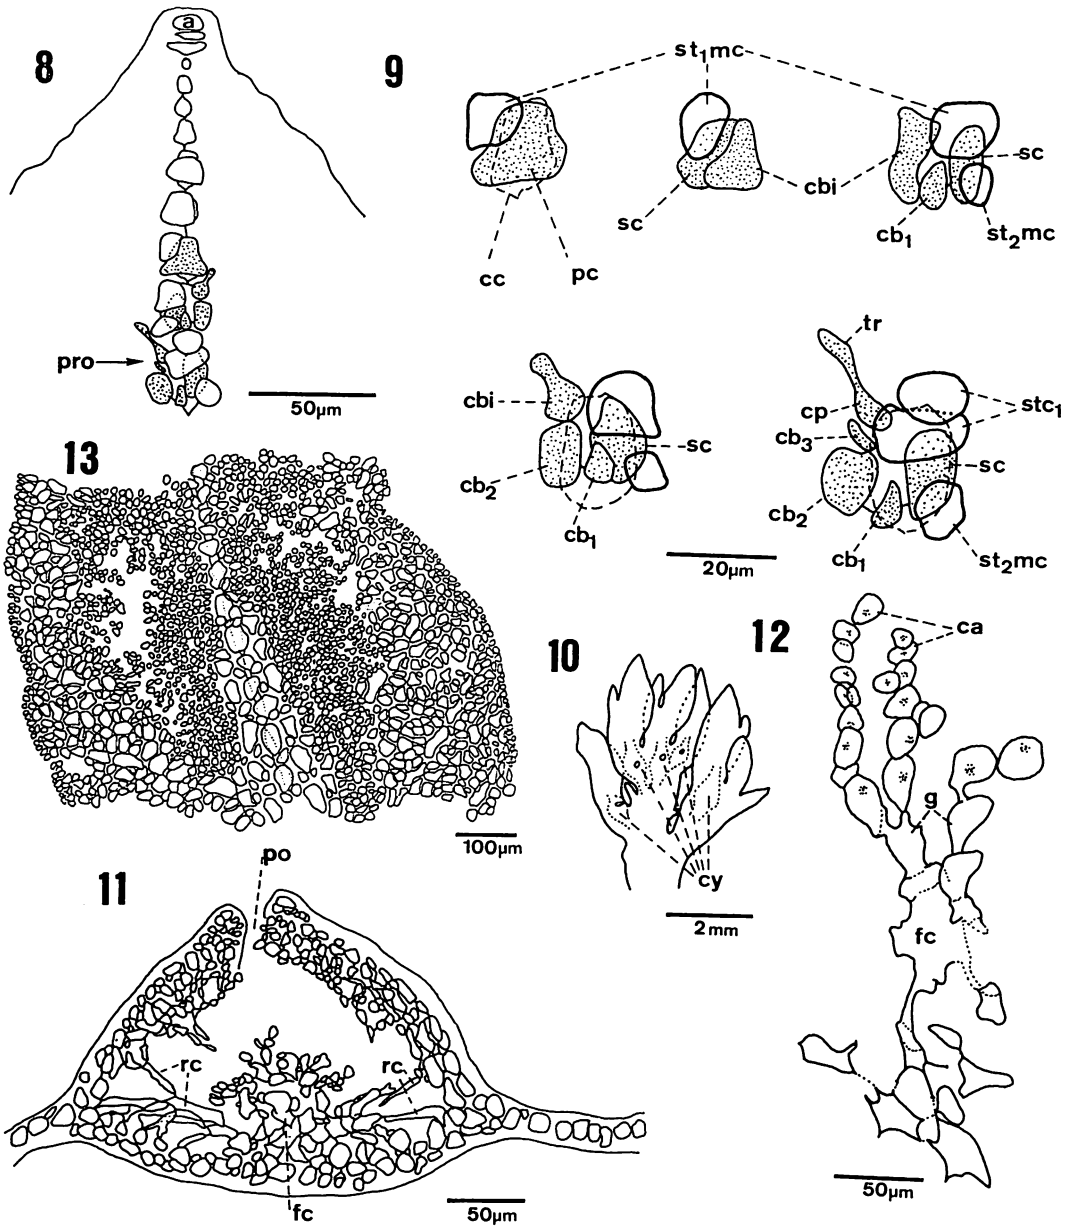 8
a
pro
50µm
9
st1mc
sc
cbi
sc
cb1
st2mc
cc
pc
cbi
cb2
sc
cb1
tr
cp
cb3
cb2
cb1
stc1
sc
st2mc
20µm
13
100µm
10
cy
2mm
12
ca
g
fc
50µm
11
po
rc
rc
fc
50µm